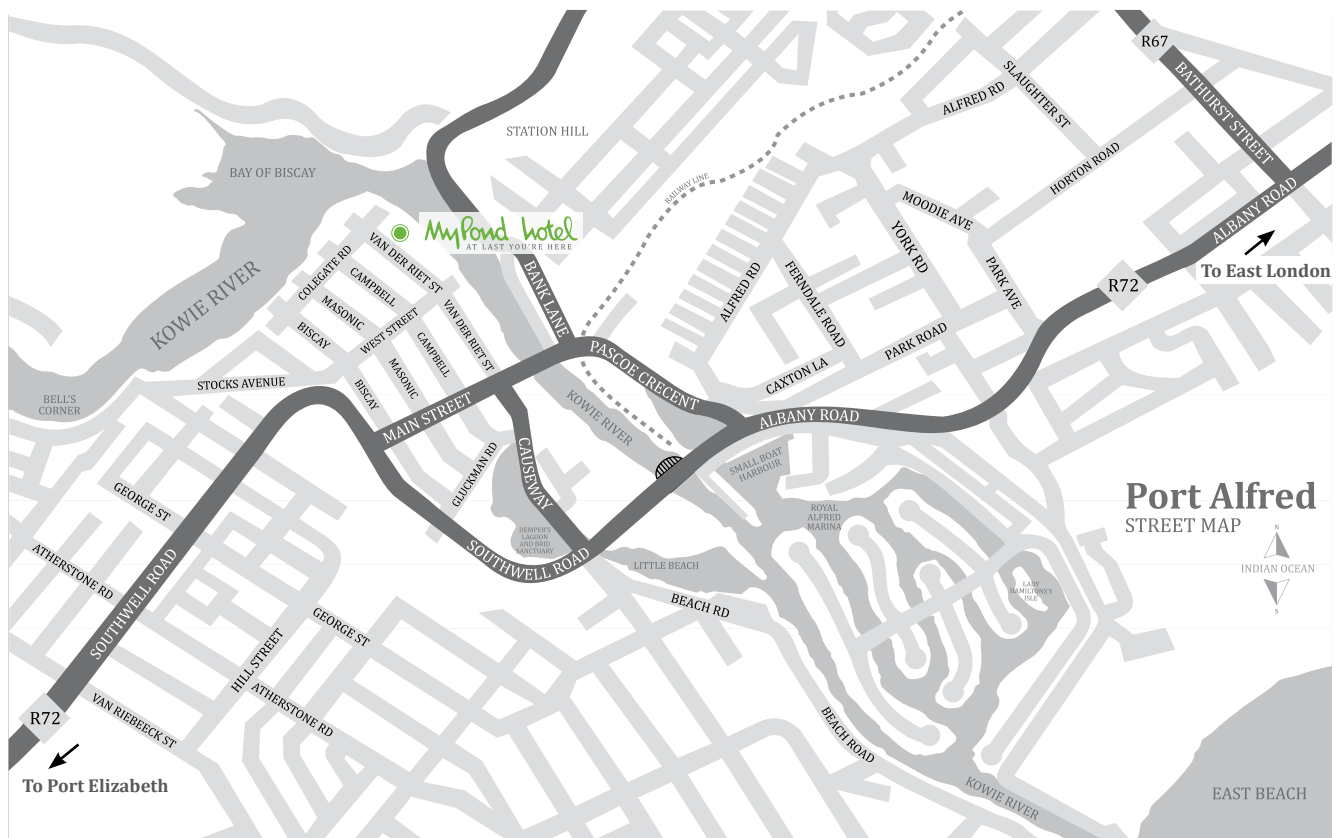 R67
BATHURST STREET
SLAUGHTER ST
ALFRED RD
STATION HILL
HORTON ROAD
BAY OF BISCAY
RAILWAY LINE
ALBANY ROAD
MOODIE AVE
MyPond hotel
AT LAST YOU'RE HERE
YORK RD
To East London
VAN DER RIET ST
COLEGATE RD
CAMPBELL
KOWIE RIVER
BANK LANE
ALFRED RD
FERNDALE ROAD
PARK AVE
R72
MASONIC
BISCAY
WEST STREET
VAN DER RIET ST
CAMPBELL
PARK ROAD
PASCOE CRECENT
CAXTON LA
STOCKS AVENUE
MASONIC
BISCAY
BELL'S
CORNER
MAIN STREET
KOWIE RIVER
ALBANY ROAD
CAUSEWAY
GLUCKMAN RD
SMALL BOAT
HARBOUR
GEORGE ST
ROYAL
ALFRED
MARINA
Port Alfred
STREET MAP
N
INDIAN OCEAN
S
DEMPER'S
LAGOON
AND BRID
SANCTUARY
SOUTHWELL ROAD
LITTLE BEACH
ATHERSTONE RD
SOUTHWELL ROAD
LADY
HAMILTONS'S
ISLE
BEACH RD
GEORGE ST
HILL STREET
ATHERSTONE RD
VAN RIEBEECK ST
R72
To Port Elizabeth
BEACH ROAD
KOWIE RIVER
EAST BEACH